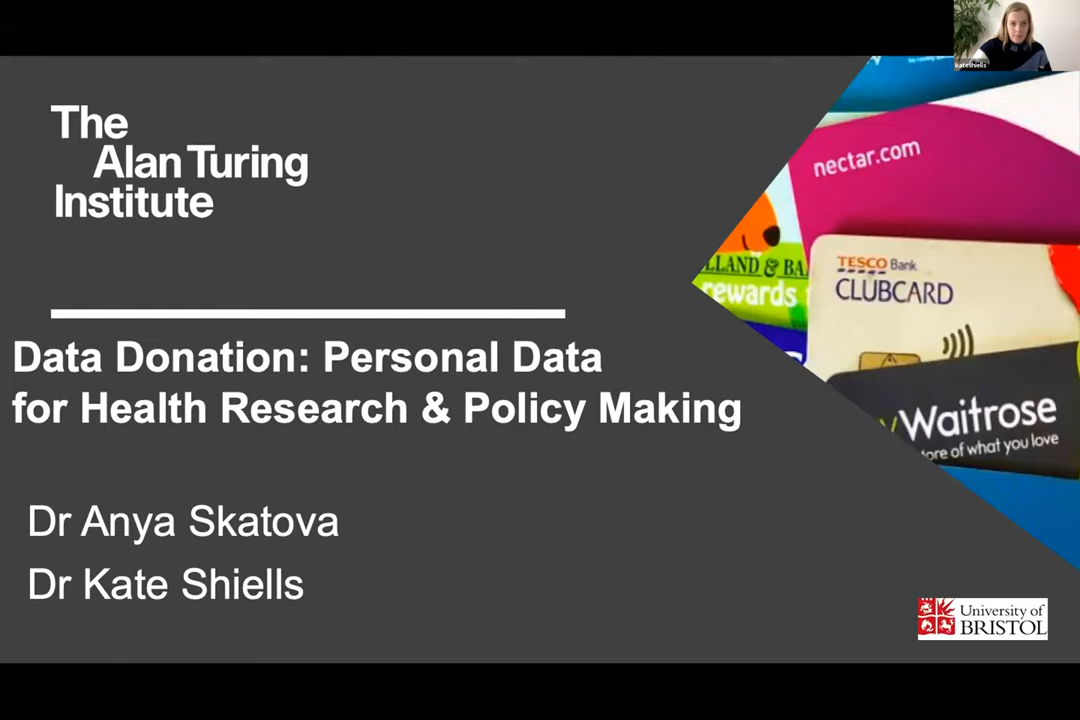 kateshiells
The
Alan Turing
Institute
nectar.com
LLAND & BA
rewards
TESCO Bank
CLUBCARD
Waitrose
ore of what you love
Data Donation: Personal Data
for Health Research & Policy Making
Dr Anya Skatova
Dr Kate Shiells
University of
BRISTOL